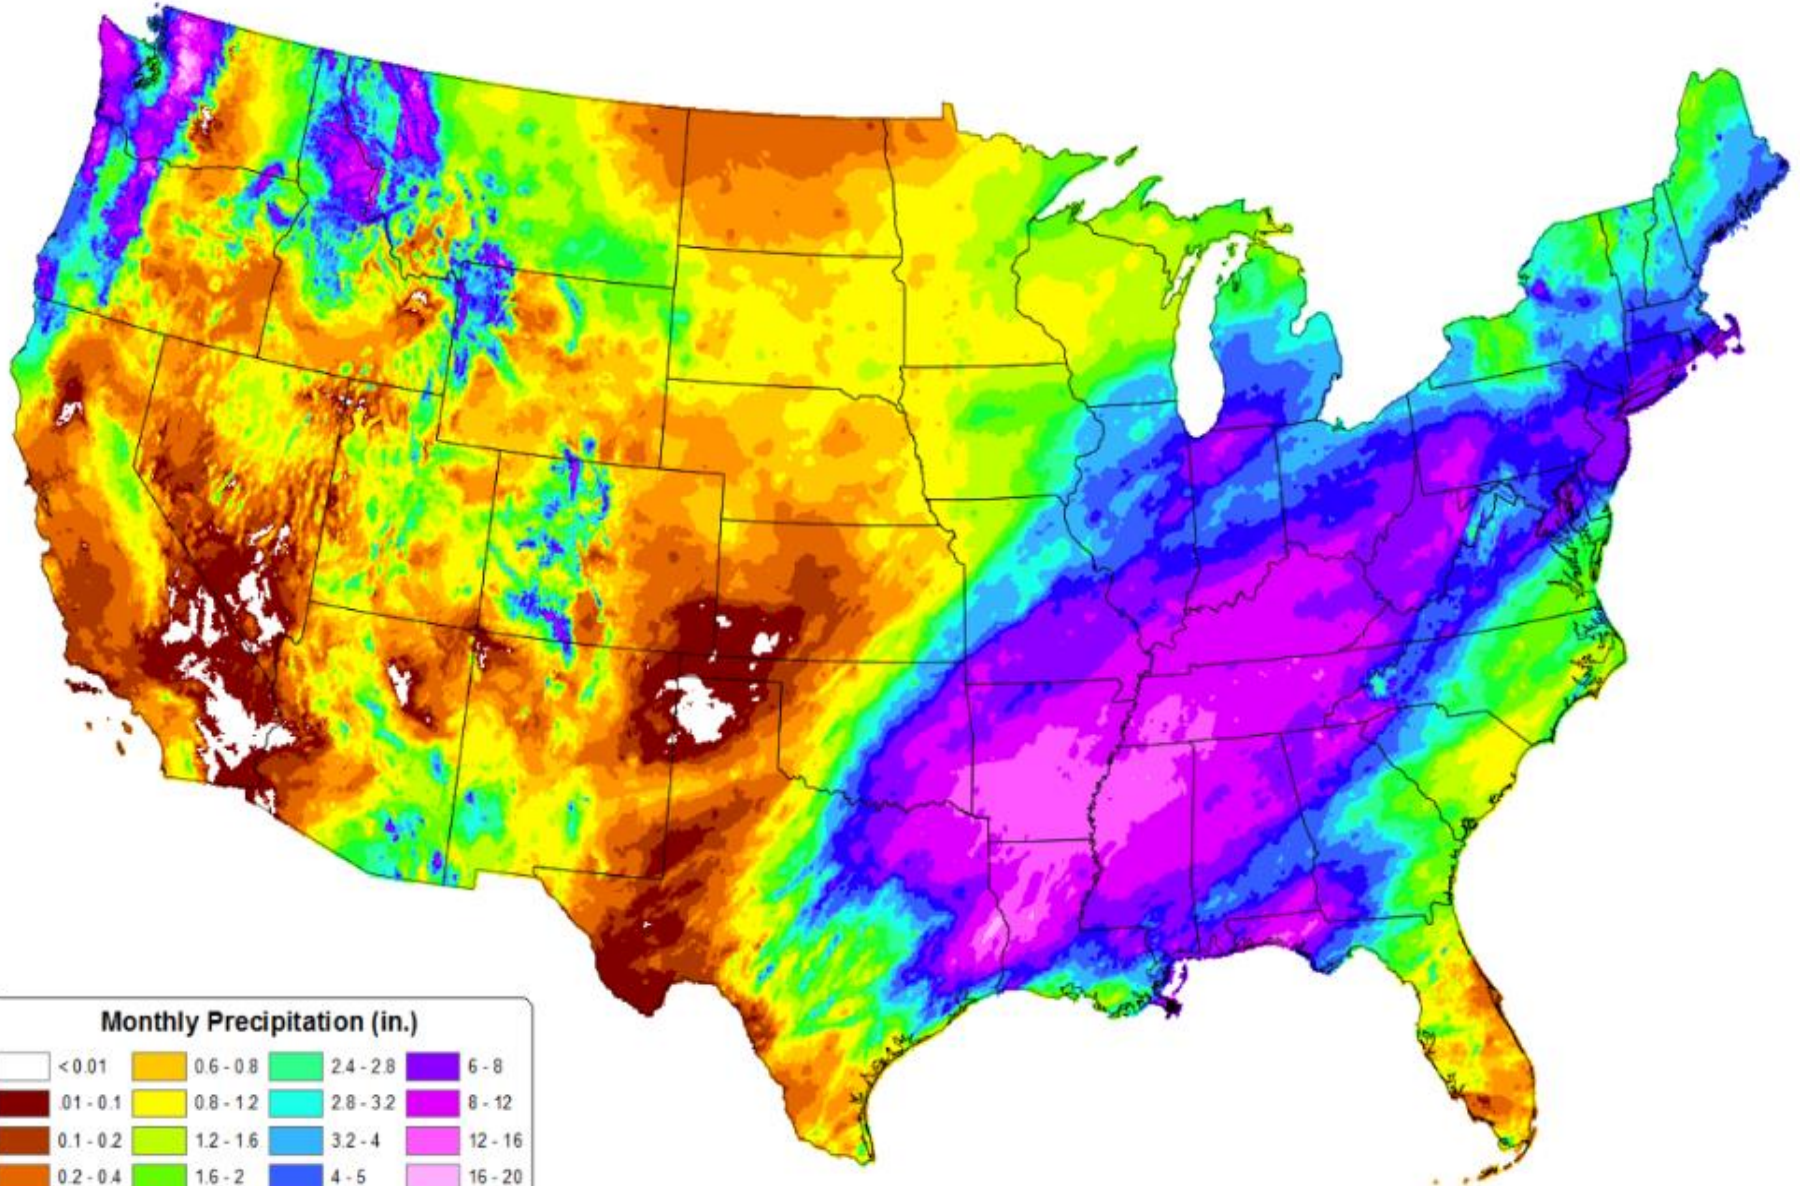 Monthly Precipitation (in.)
< 0.01 0.6 - 0.8 2.4 - 2.8 6 - 8
.01 - 0.1 0.8 - 1.2 2.8 - 3.2 8 - 12
0.1 - 0.2 1.2 - 1.6 3.2 - 4 12 - 16
0.2 - 0.4 1.6 - 2 4 - 5 16 - 20